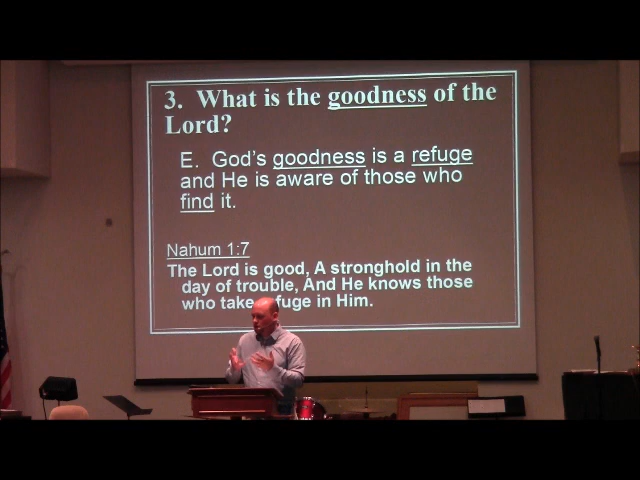 3. What is the goodness of the
Lord?
E. God's goodness is a refuge
and He is aware of those who
find it.
Nahum 1:7
The Lord is good, A stronghold in the
day of trouble, And He knows those
who take fuge in Him.